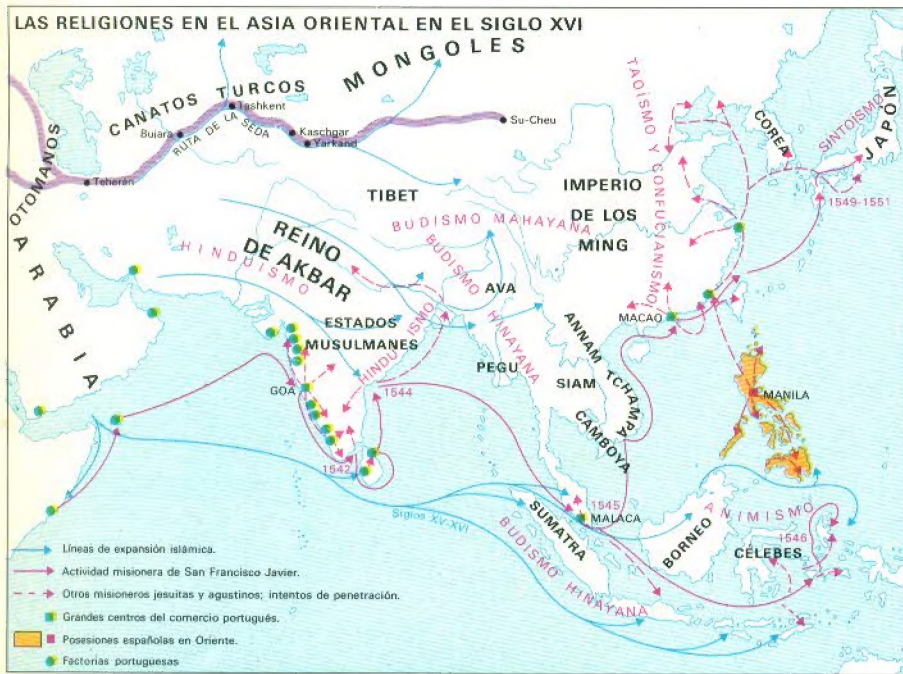 LAS RELIGIONES EN EL ASIA ORIENTAL EN EL SIGLO XVI
MONGOLES
CANATOS TURCOS
Tashkent
Bujara
RUTA DE LA SEDA
Kaschgar
Yarkand
Su-Cheu
Teherán
OTOMANOS
ARABIA
TAOÍSMO Y CONFUCIANISMO
COREA
SINTOISMO
JAPÓN
1549-1551
TIBET
IMPERIO
DE LOS
MING
BUDISMO MAHAYANA
REINO
DE AKBAR
HINDUISMO
BUDISMO HINAYANA
AVA
ESTADOS
MUSULMANES
HINDUISMO
MACAO
PEGU
SIAM
ANNAM
TCHAMPA
CAMBOYA
GOA
1544
1542
MANILA
1545
MALACA
SUMATRA
BORNEO
ANIMISMO
1546
CÉLEBES
Siglos XV-XVI
BUDISMO HINAYANA
Líneas de expansión islámica.
Actividad misionera de San Francisco Javier.
Otros misioneros jesuitas y agustinos; intentos de penetración.
Grandes centros del comercio portugués.
Posesiones españolas en Oriente.
Factorías portuguesas